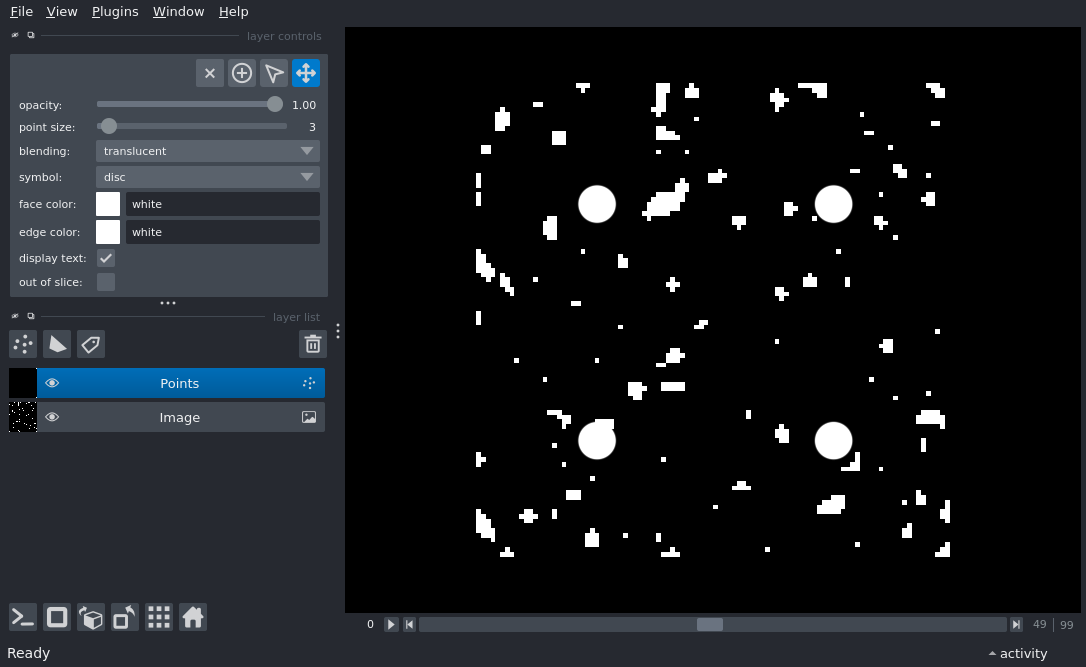 File View Plugins Window Help
layer controls
opacity: 1.00
point size: 3
blending: translucent
symbol: disc
face color: white
edge color: white
display text:
out of slice:
layer list
Points
Image
0 49 99
Ready activity